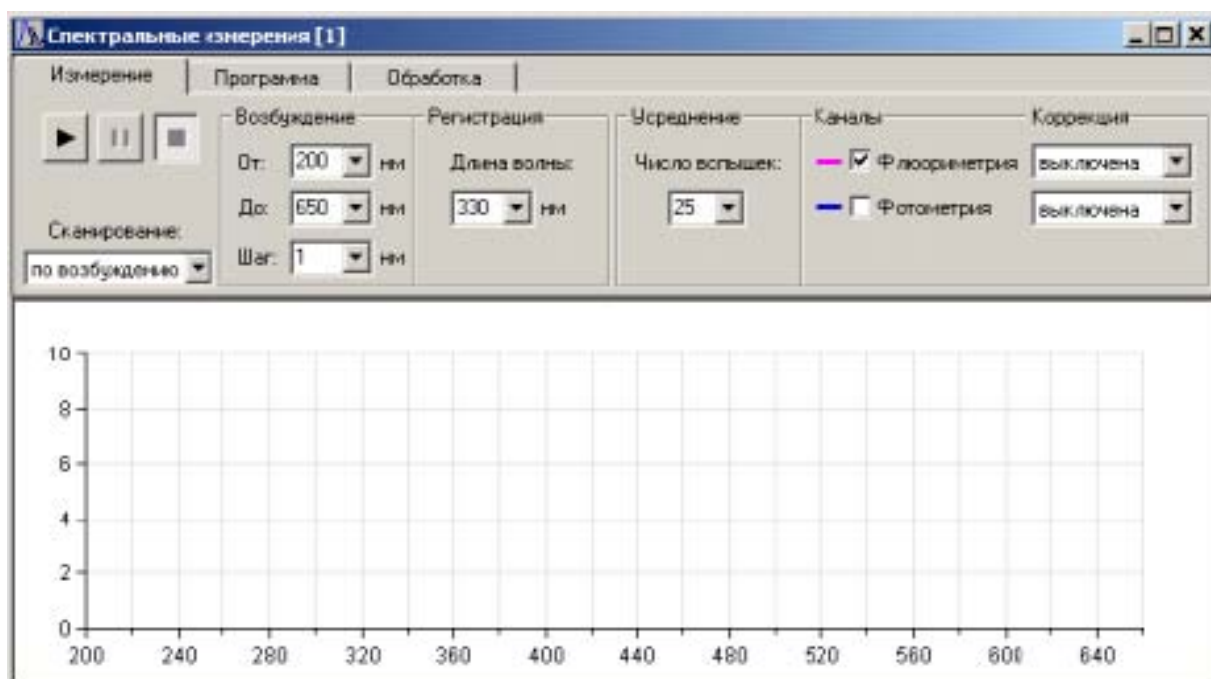 Спектральные измерения [1]
Измерение Программа Обработка
Возбуждение Регистрация Усреднение Каналы Коррекция
От: 200 нм Длина волны: Число вспышек: Флюориметрия выключена
До: 650 нм 330 нм 25 Фотометрия выключена
Сканирование:
Шаг: 1 нм
по возбуждению
10
8
6
4
2
0
200 240 280 320 360 400 440 480 520 560 600 640